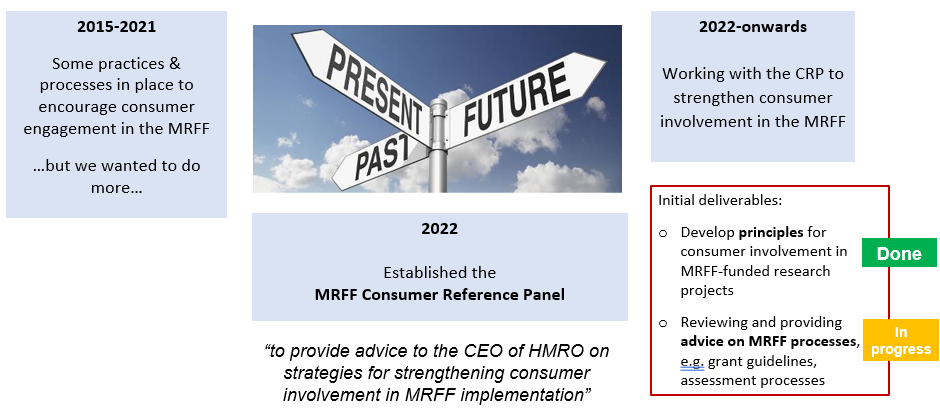 2015-2021
Some practices &
processes in place to
encourage consumer
engagement in the MRFF
…but we wanted to do
more…
PRESENT
FUTURE
PAST
2022
Established the
MRFF Consumer Reference Panel
“to provide advice to the CEO of HMRO on
strategies for strengthening consumer
involvement in MRFF implementation”
2022-onwards
Working with the CRP to
strengthen consumer
involvement in the MRFF
Initial deliverables:
o Develop principles for
consumer involvement in
MRFF-funded research
projects
Done
o Reviewing and providing
advice on MRFF processes,
e.g. grant guidelines,
assessment processes
In
progress